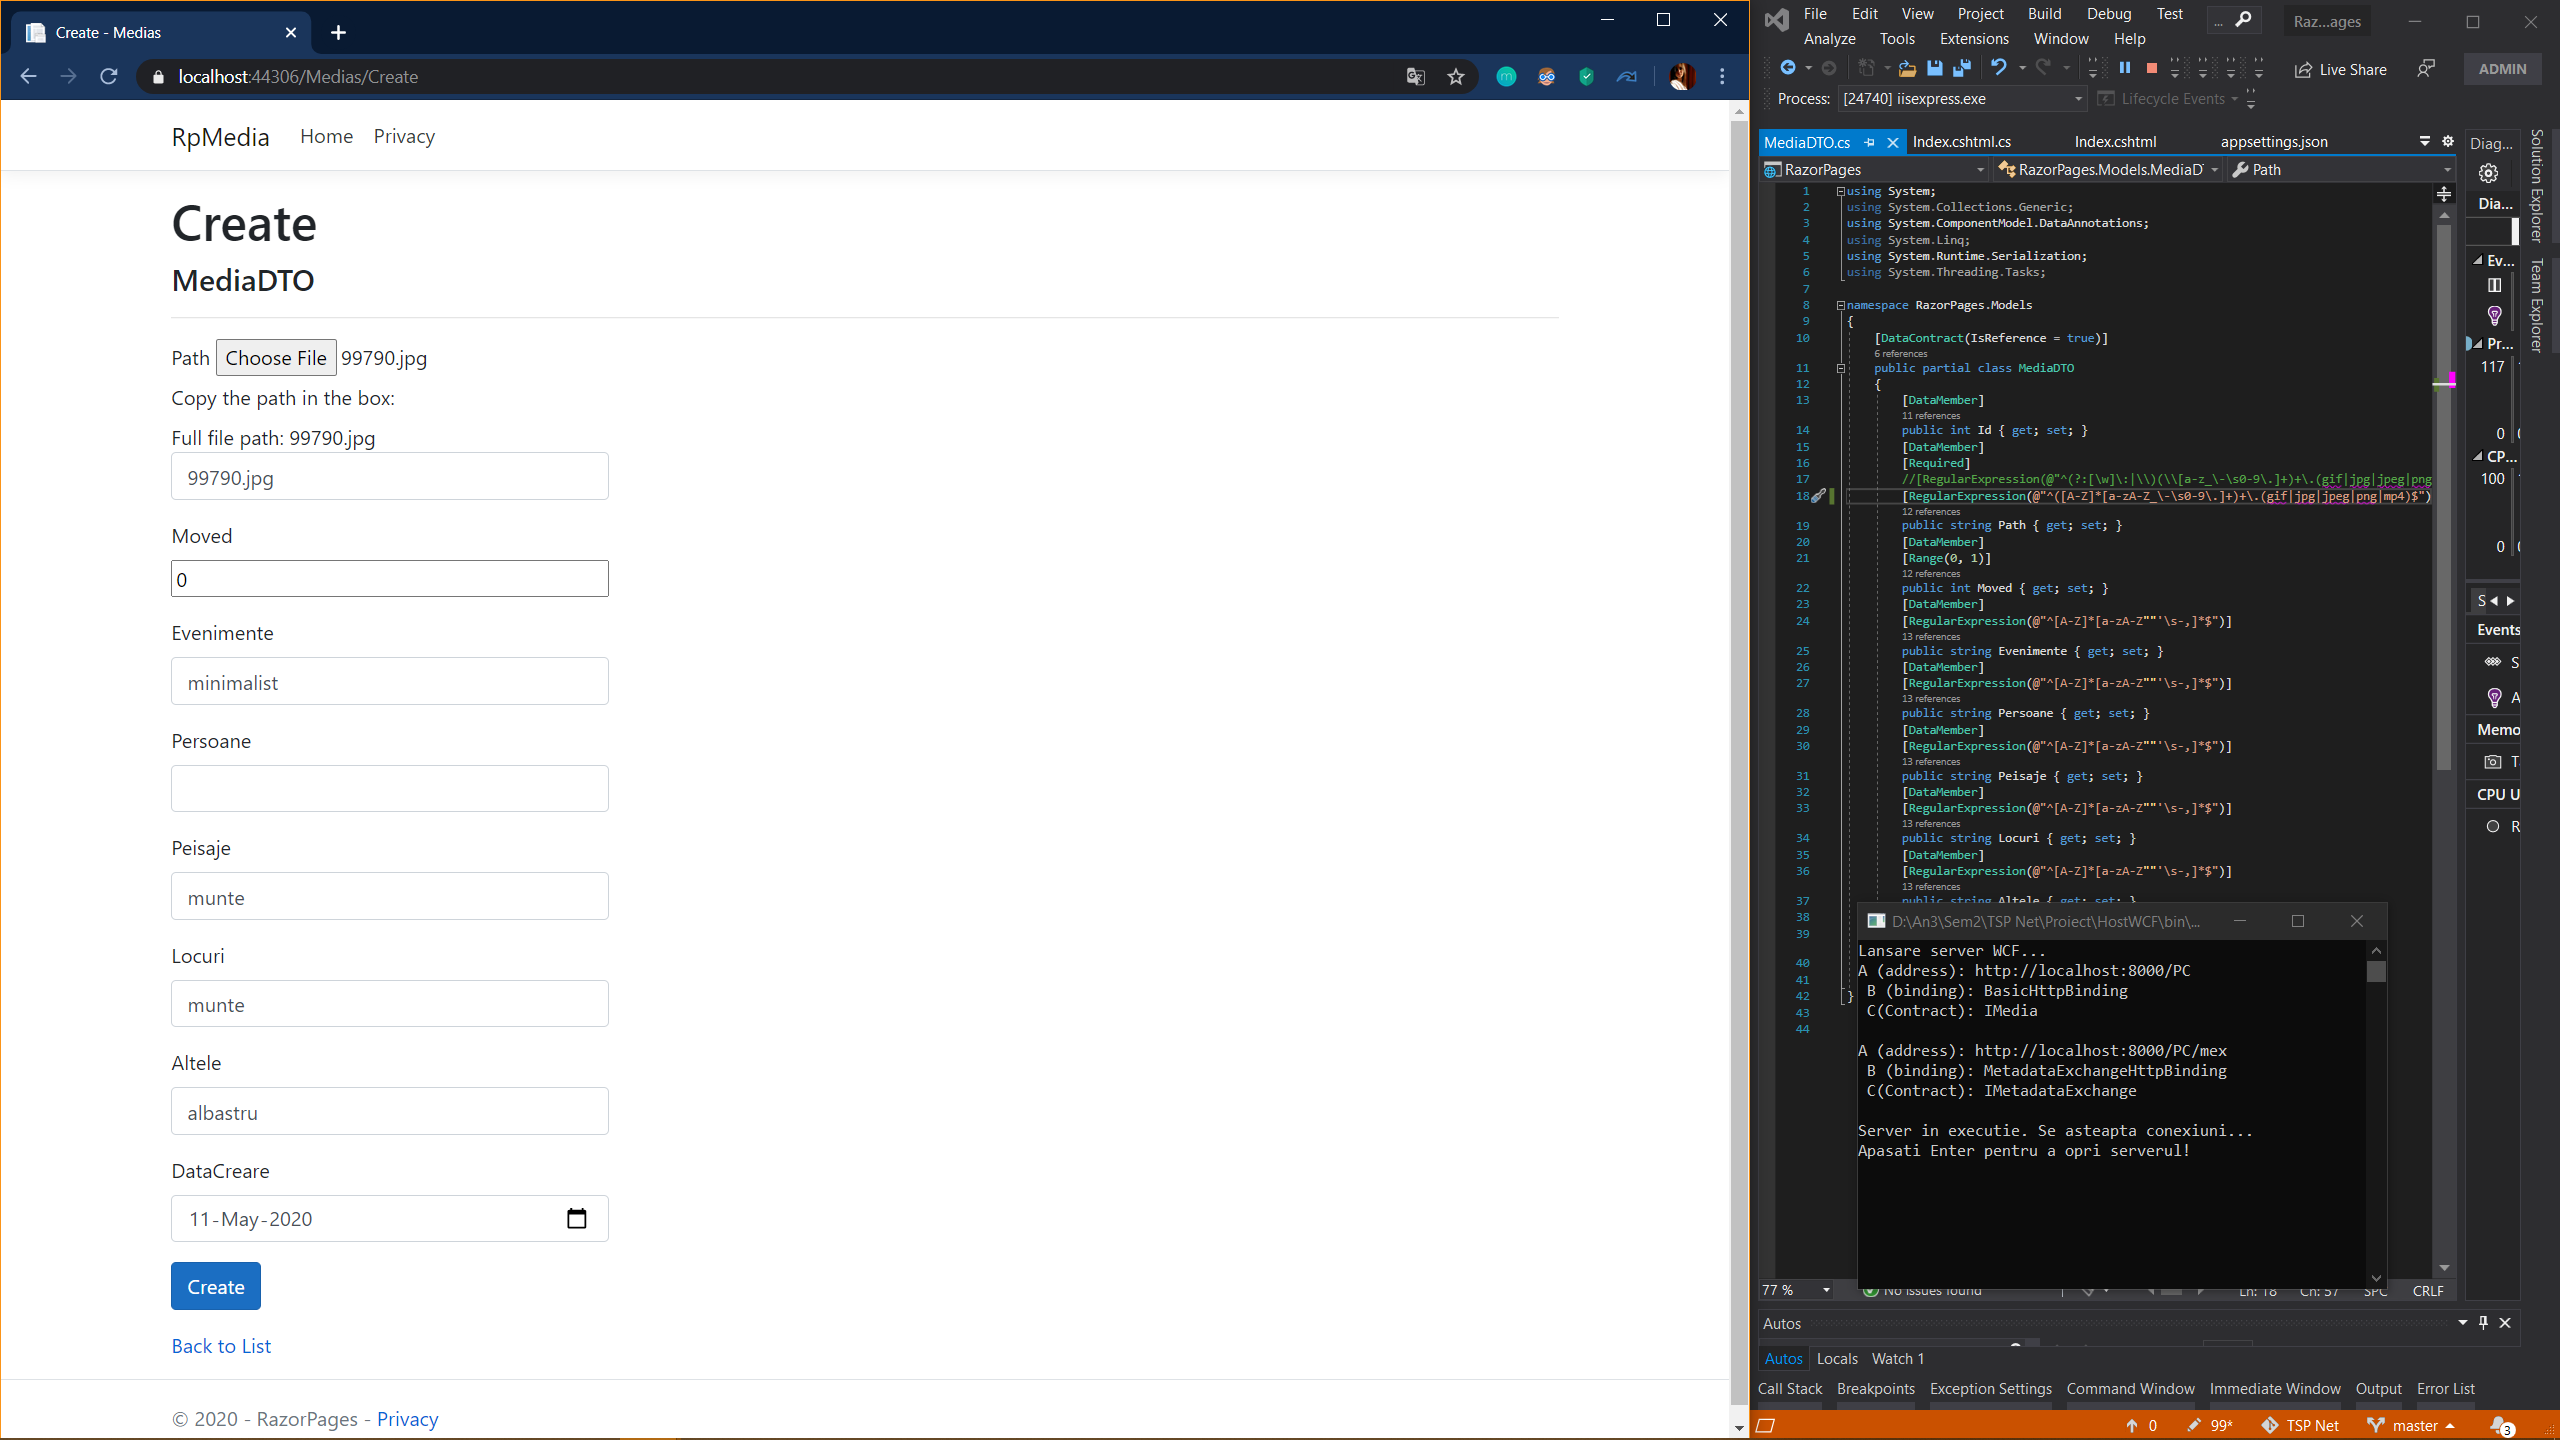 Create - Medias
localhost:44306/Medias/Create
RpMedia Home Privacy
Create
MediaDTO
Path Choose File 99790.jpg
Copy the path in the box:
Full file path: 99790.jpg
99790.jpg
Moved
0
Evenimente
minimalist
Persoane
Peisaje
munte
Locuri
munte
Altele
albastru
DataCreare
11-May-2020
Create
Back to List
© 2020 - RazorPages - Privacy
File Edit View Project Build Debug Test ... Raz...ages
Analyze Tools Extensions Window Help
Live Share ADMIN
Process: [24740] iisexpress.exe Lifecycle Events
MediaDTO.cs Index.cshtml.cs Index.cshtml appsettings.json
RazorPages RazorPages.Models.MediaD Path
1 using System;
2 using System.Collections.Generic;
3 using System.ComponentModel.DataAnnotations;
4 using System.Linq;
5 using System.Runtime.Serialization;
6 using System.Threading.Tasks;
7
8 namespace RazorPages.Models
9 {
10 [DataContract(IsReference = true)]
6 references
11 public partial class MediaDTO
12 {
13 [DataMember]
11 references
14 public int Id { get; set; }
15 [DataMember]
16 [Required]
17 //[RegularExpression(@"^(?:[\w]\:|\\)(\\[a-z_\-\s0-9\.]+)+\.(gif|jpg|jpeg|png
18 [RegularExpression(@"^([A-Z]*[a-zA-Z_\-\s0-9\.]+)+\.(gif|jpg|jpeg|png|mp4)$")
12 references
19 public string Path { get; set; }
20 [DataMember]
21 [Range(0, 1)]
12 references
22 public int Moved { get; set; }
23 [DataMember]
24 [RegularExpression(@"^[A-Z]*[a-zA-Z""'\s-,]*$")]
13 references
25 public string Evenimente { get; set; }
26 [DataMember]
27 [RegularExpression(@"^[A-Z]*[a-zA-Z""'\s-,]*$")]
13 references
28 public string Persoane { get; set; }
29 [DataMember]
30 [RegularExpression(@"^[A-Z]*[a-zA-Z""'\s-,]*$")]
13 references
31 public string Peisaje { get; set; }
32 [DataMember]
33 [RegularExpression(@"^[A-Z]*[a-zA-Z""'\s-,]*$")]
13 references
34 public string Locuri { get; set; }
35 [DataMember]
36 [RegularExpression(@"^[A-Z]*[a-zA-Z""'\s-,]*$")]
13 references
37 public string Altele { get; set; }
38
39
40
41
42 }
43
44
D:\An3\Sem2\TSP Net\Proiect\HostWCF\bin\...
Lansare server WCF...
A (address): http://localhost:8000/PC
B (binding): BasicHttpBinding
C(Contract): IMedia
A (address): http://localhost:8000/PC/mex
B (binding): MetadataExchangeHttpBinding
C(Contract): IMetadataExchange
Server in executie. Se asteapta conexiuni...
Apasati Enter pentru a opri serverul!
77 % No issues found Ln: 18 Ch: 57 SPC CRLF
Autos
Autos Locals Watch 1
Call Stack Breakpoints Exception Settings Command Window Immediate Window Output Error List
0 99* TSP Net master 3
Diag...
Dia...
Ev...
Pr...
117
0
CP...
100
0
S
Events
S
A
Memo
T
CPU U
R
Solution Explorer
Team Explorer